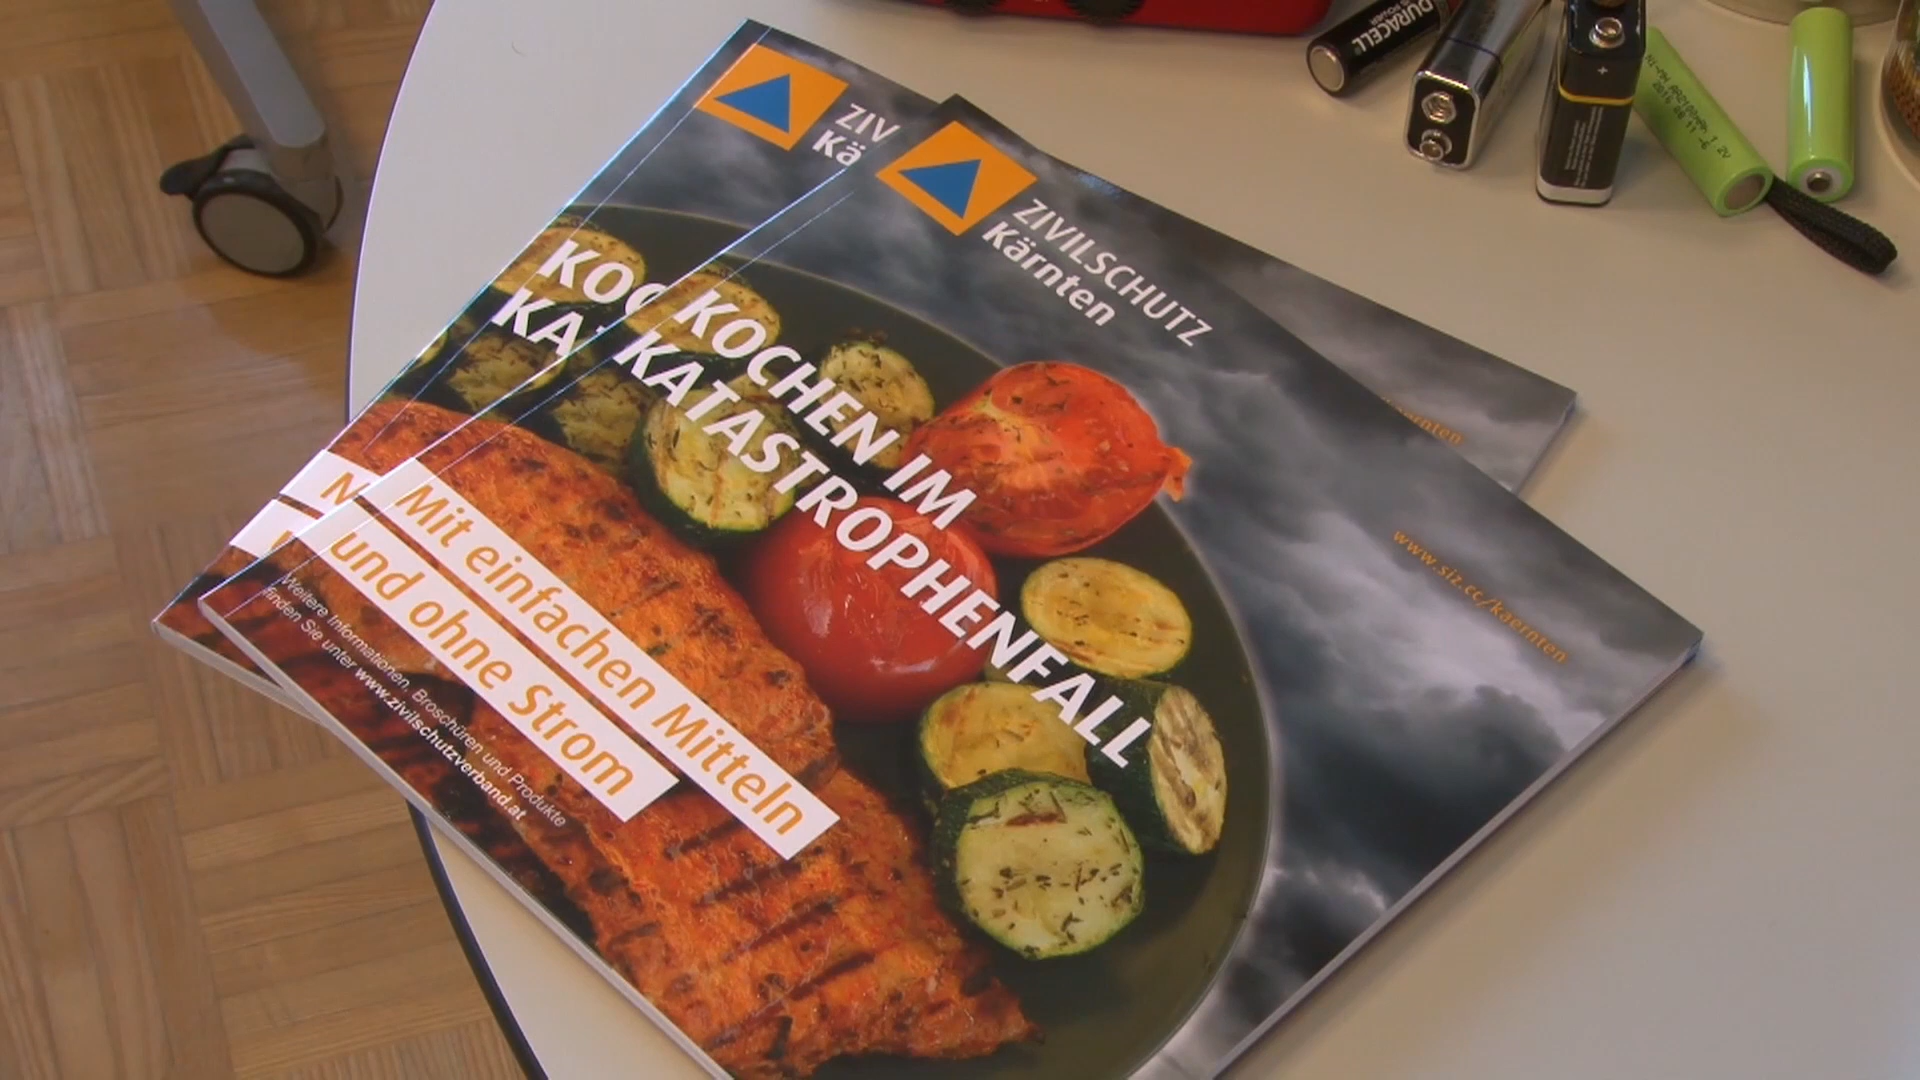 ZIV
Kä
ZIVILSCHUTZ
Kärnten
KOC
KA
KOCHEN IM
KATASTROPHENFALL
www.siz.cc/kaernten
Mit einfachen Mitteln
und ohne Strom
Weitere Informationen, Broschüren und Produkte
finden Sie unter www.zivilschutzverband.at
DURACELL